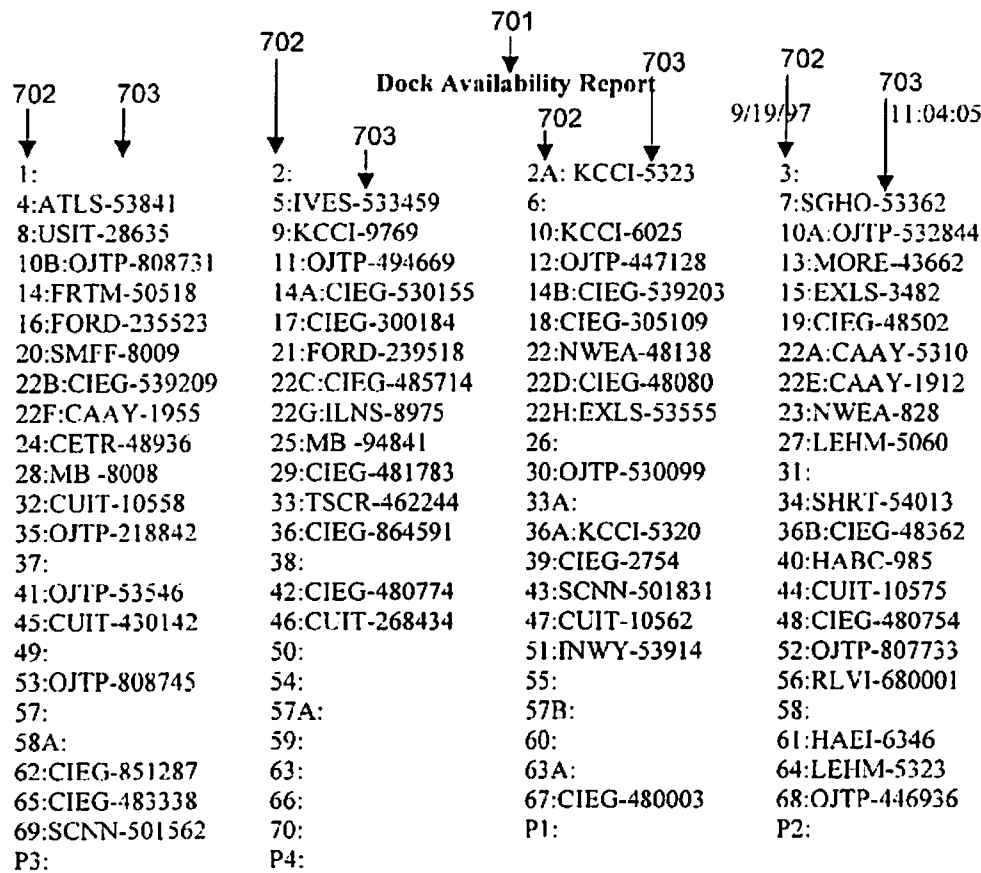 701
702 703 702
Dock Availability Report
702 703 703
9/19/97 11:04:05
703 702
1: 2: 2A: KCCI-5323 3:
4:ATLS-53841 5:IVES-533459 6: 7:SGHO-53362
8:USIT-28635 9:KCCI-9769 10:KCCI-6025 10A:OJTP-532844
10B:OJTP-808731 11:OJTP-494669 12:OJTP-447128 13:MORE-43662
14:FRTM-50518 14A:CIEG-530155 14B:CIEG-539203 15:EXLS-3482
16:FORD-235523 17:CIEG-300184 18:CIEG-305109 19:CIEG-48502
20:SMFF-8009 21:FORD-239518 22:NWEA-48138 22A:CAAY-5310
22B:CIEG-539209 22C:CIEG-485714 22D:CIEG-48080 22E:CAAY-1912
22F:CAAY-1955 22G:ILNS-8975 22H:EXLS-53555 23:NWEA-828
24:CETR-48936 25:MB -94841 26: 27:LEHM-5060
28:MB -8008 29:CIEG-481783 30:OJTP-530099 31:
32:CUIT-10558 33:TSCR-462244 33A: 34:SHRT-54013
35:OJTP-218842 36:CIEG-864591 36A:KCCI-5320 36B:CIEG-48362
37: 38: 39:CIEG-2754 40:HABC-985
41:OJTP-53546 42:CIEG-480774 43:SCNN-501831 44:CUIT-10575
45:CUIT-430142 46:CUIT-268434 47:CUIT-10562 48:CIEG-480754
49: 50: 51:INWY-53914 52:OJTP-807733
53:OJTP-808745 54: 55: 56:RLVI-680001
57: 57A: 57B: 58:
58A: 59: 60: 61:HAEI-6346
62:CIEG-851287 63: 63A: 64:LEHM-5323
65:CIEG-483338 66: 67:CIEG-480003 68:OJTP-446936
69:SCNN-501562 70: P1: P2:
P3: P4: